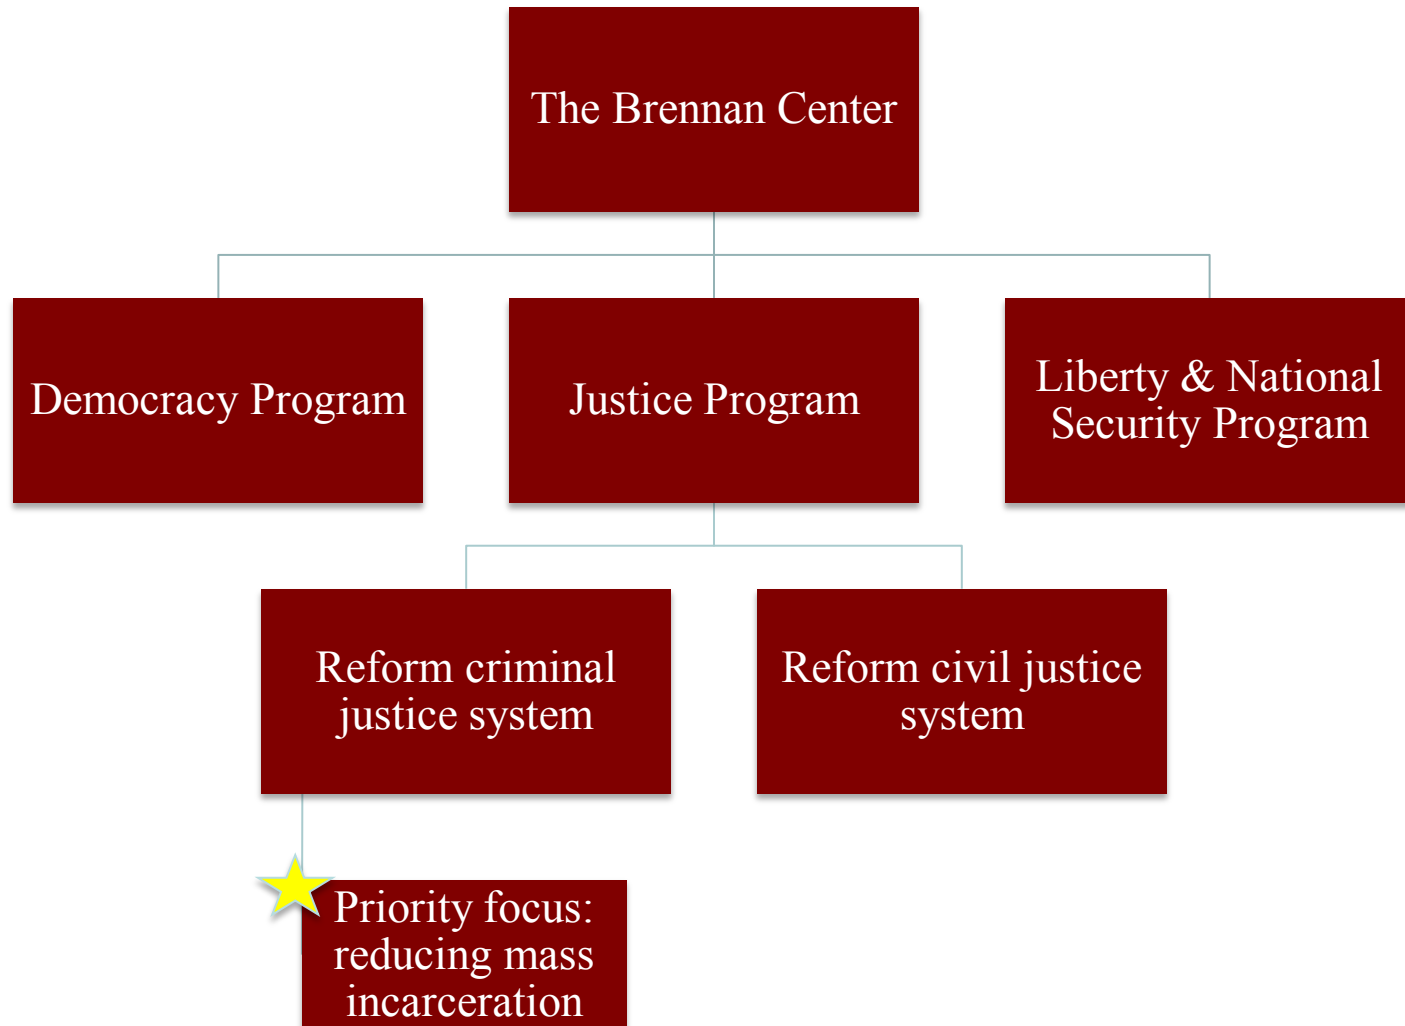 The Brennan Center
Democracy Program
Justice Program
Liberty & National
Security Program
Reform criminal
justice system
Reform civil justice
system
Priority focus:
reducing mass
incarceration